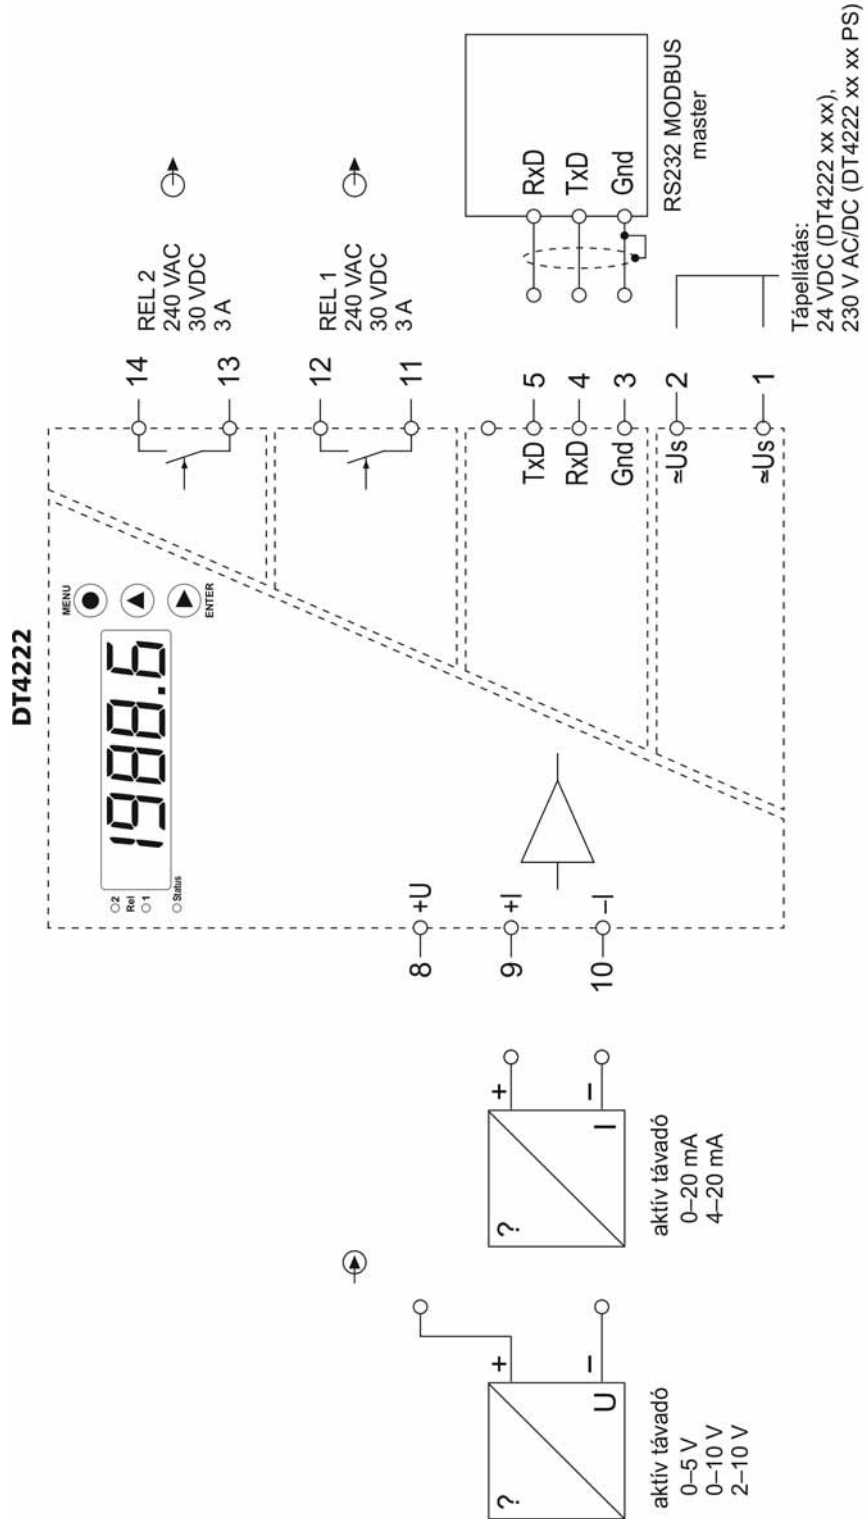 DT4222
1988.6
MENU
ENTER
2
Rel
1
Status
8 +U
9 +I
10 –I
? U
+
–
aktív távadó
0–5 V
0–10 V
2–10 V
? I
+
–
aktív távadó
0–20 mA
4–20 mA
14
13
REL 2
240 VAC
30 VDC
3 A
12
11
REL 1
240 VAC
30 VDC
3 A
TxD 5
RxD 4
Gnd 3
RxD
TxD
Gnd
RS232 MODBUS
master
≃Us 2
≃Us 1
Tápellátás:
24 VDC (DT4222 xx xx),
230 V AC/DC (DT4222 xx xx PS)